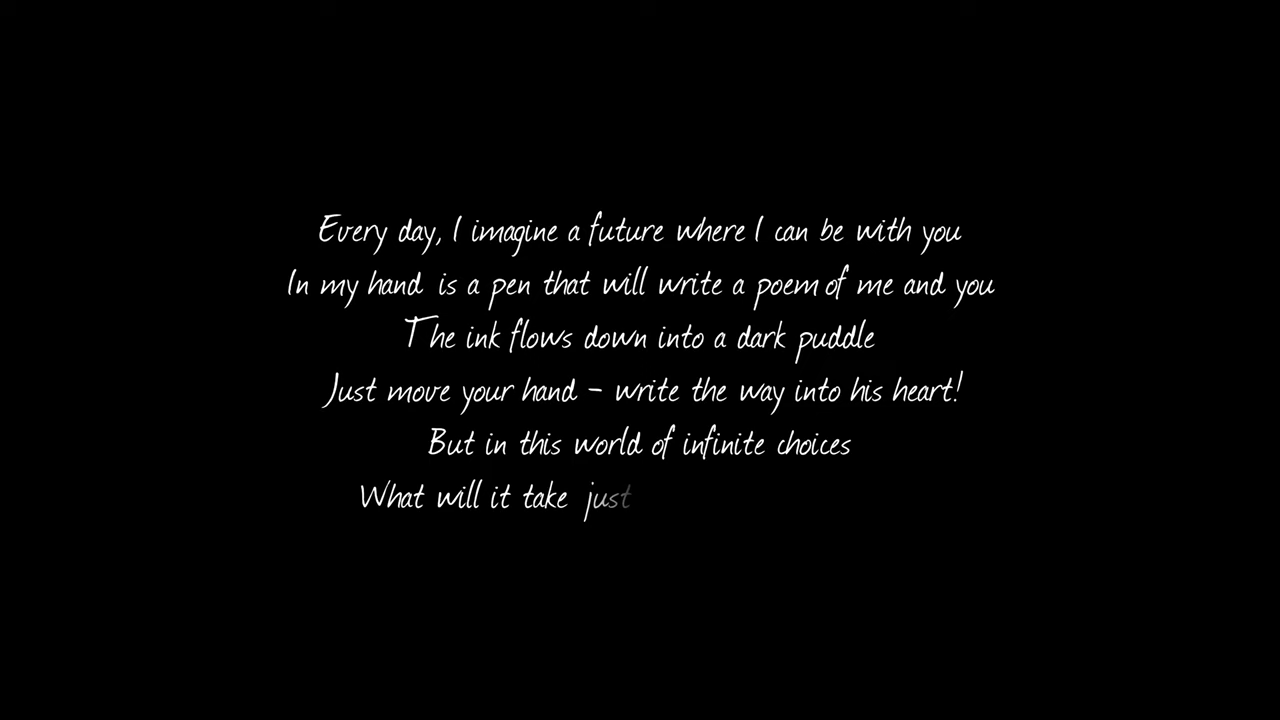 Every day, I imagine a future where I can be with you
In my hand is a pen that will write a poem of me and you
The ink flows down into a dark puddle
Just move your hand – write the way into his heart!
But in this world of infinite choices
What will it take just